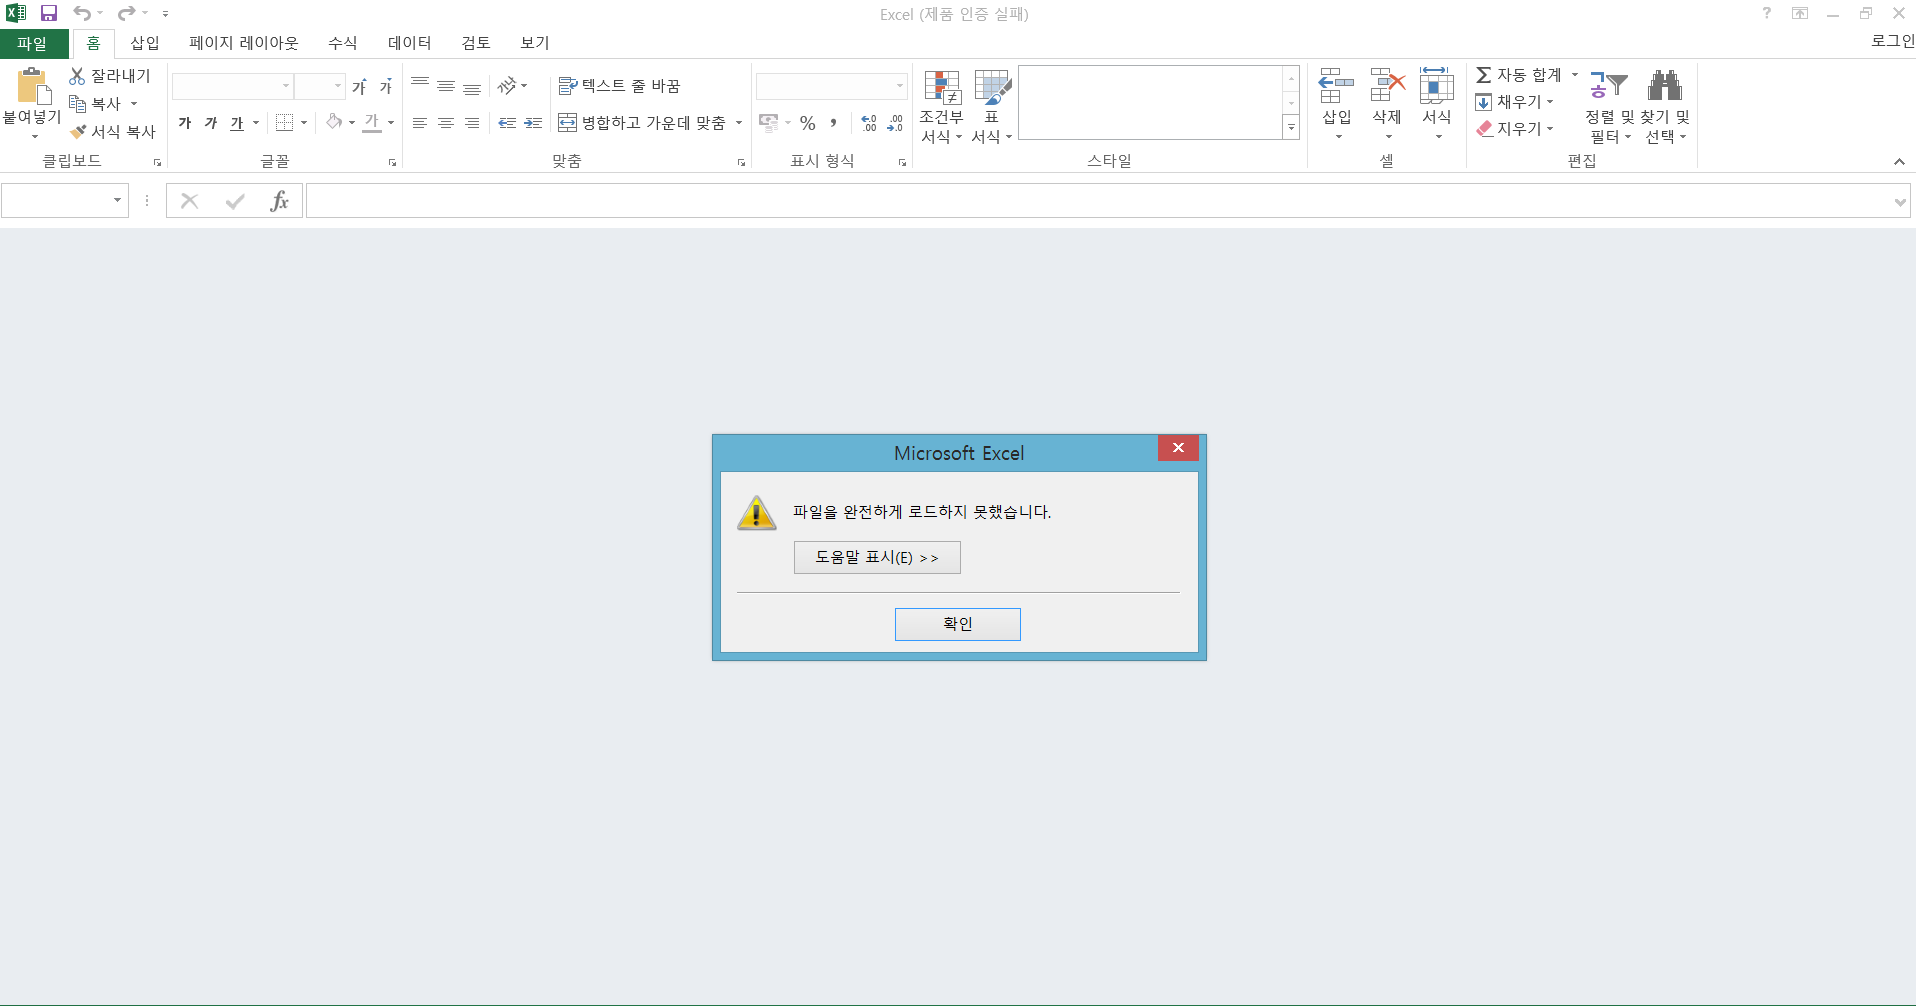 Excel (제품 인증 실패)
파일 홈 삽입 페이지 레이아웃 수식 데이터 검토 보기 로그인
붙여넣기
잘라내기
복사
서식 복사
클립보드
가 가
가 가 가 가
글꼴
텍스트 줄 바꿈
병합하고 가운데 맞춤
맞춤
% , .0 .00 .00 .0
표시 형식
조건부 서식
표 서식
스타일
삽입 삭제 서식
셀
Σ 자동 합계
채우기
지우기
정렬 및 필터
찾기 및 선택
편집
fx
Microsoft Excel
파일을 완전하게 로드하지 못했습니다.
도움말 표시(E) >>
확인